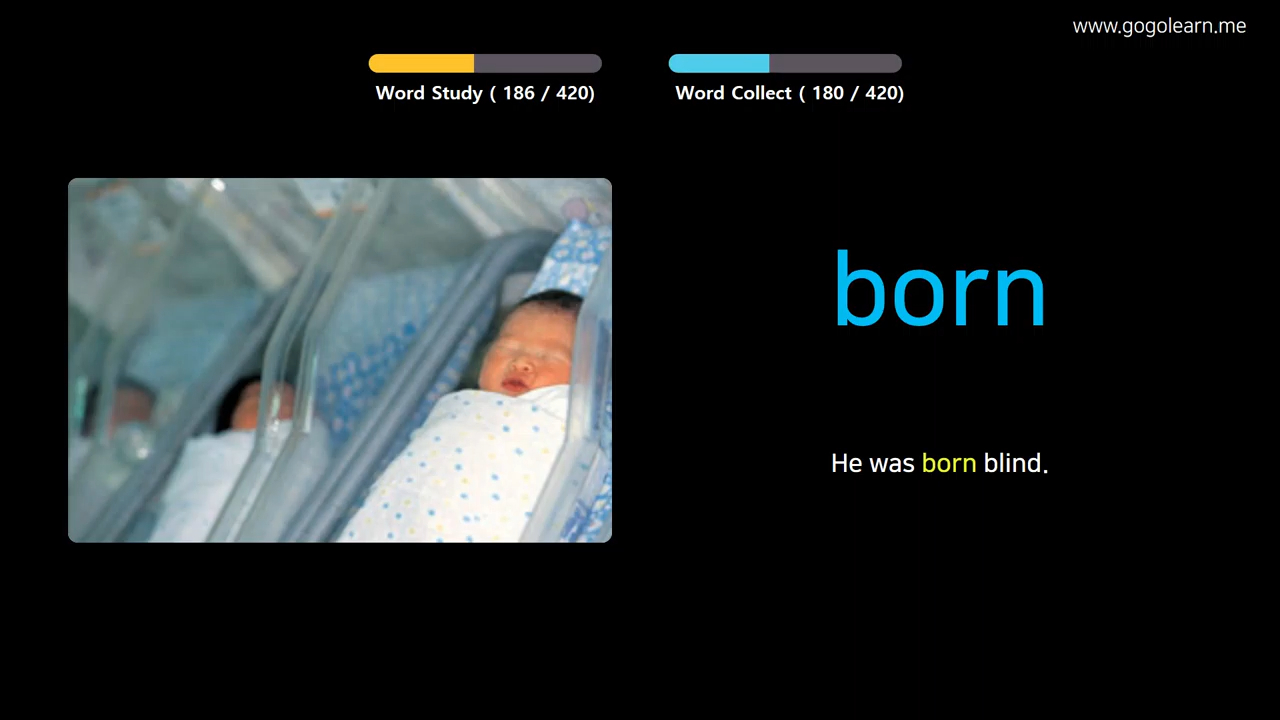 www.gogolearn.me
Word Study ( 186 / 420)
Word Collect ( 180 / 420)
born
He was born blind.